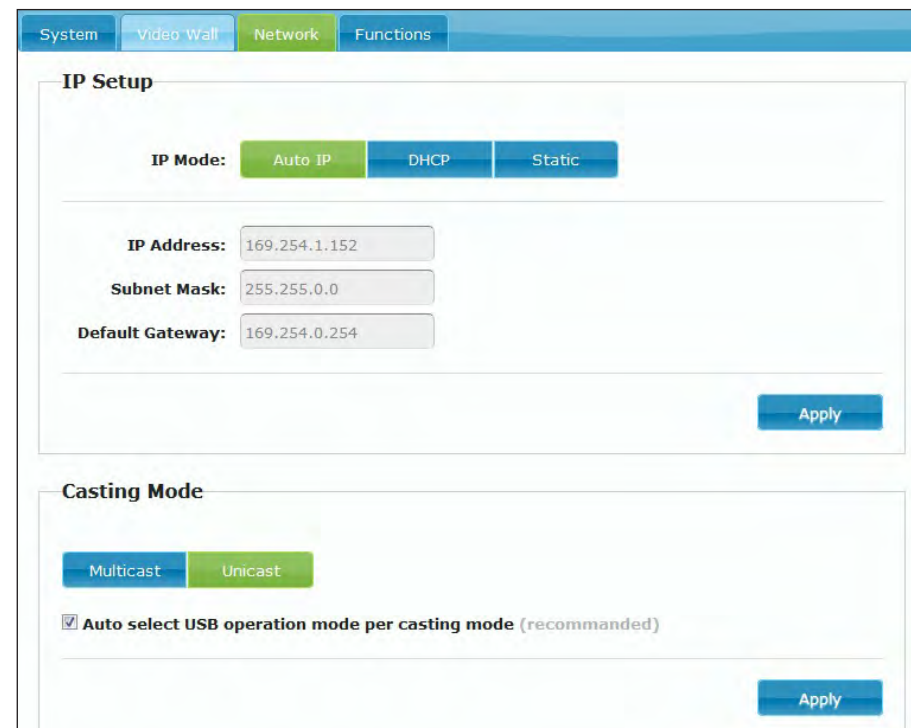 System Video Wall Network Functions
IP Setup
IP Mode: Auto IP DHCP Static
IP Address: 169.254.1.152
Subnet Mask: 255.255.0.0
Default Gateway: 169.254.0.254
Apply
Casting Mode
Multicast Unicast
Auto select USB operation mode per casting mode (recommanded)
Apply